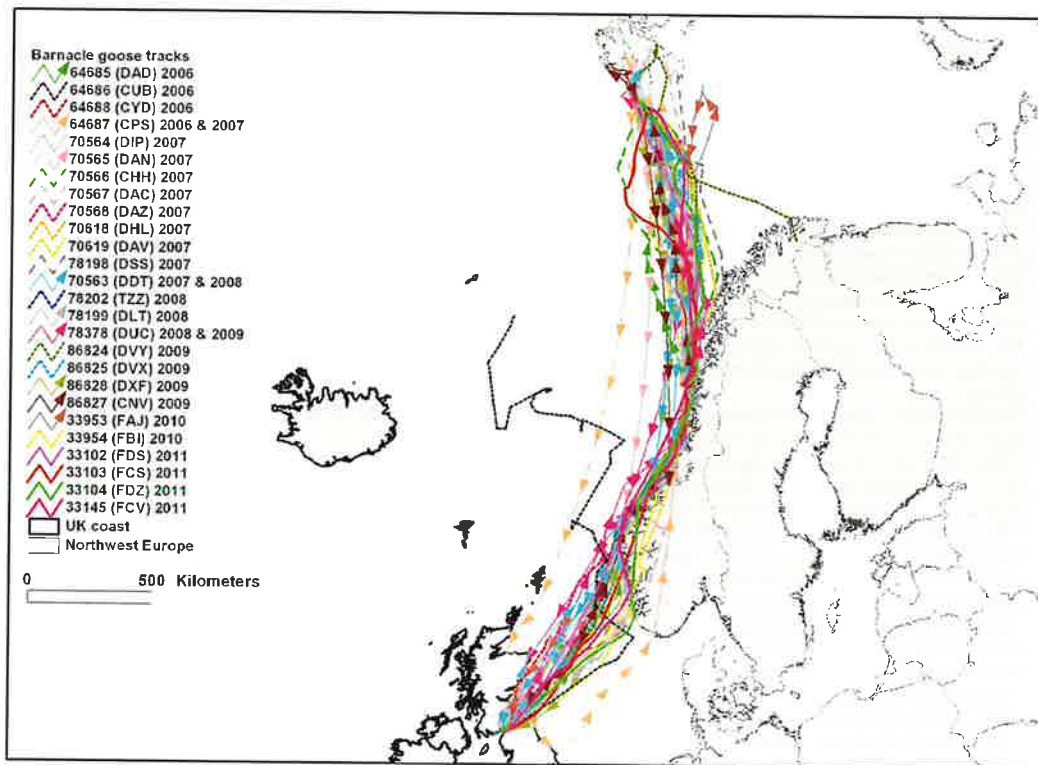 Barnacle goose tracks
64685 (DAD) 2006
64686 (CUB) 2006
64688 (CYD) 2006
64687 (CPS) 2006 & 2007
70564 (DIP) 2007
70565 (DAN) 2007
70566 (CHH) 2007
70567 (DAC) 2007
70568 (DAZ) 2007
70618 (DHL) 2007
70619 (DAV) 2007
78198 (DSS) 2007
70563 (DDT) 2007 & 2008
78202 (TZZ) 2008
78199 (DLT) 2008
78378 (DUC) 2008 & 2009
86824 (DVY) 2009
86825 (DVX) 2009
86828 (DXF) 2009
86827 (CNV) 2009
33953 (FAJ) 2010
33954 (FBI) 2010
33102 (FDS) 2011
33103 (FCS) 2011
33104 (FDZ) 2011
33145 (FCV) 2011
UK coast
Northwest Europe
0 500 Kilometers